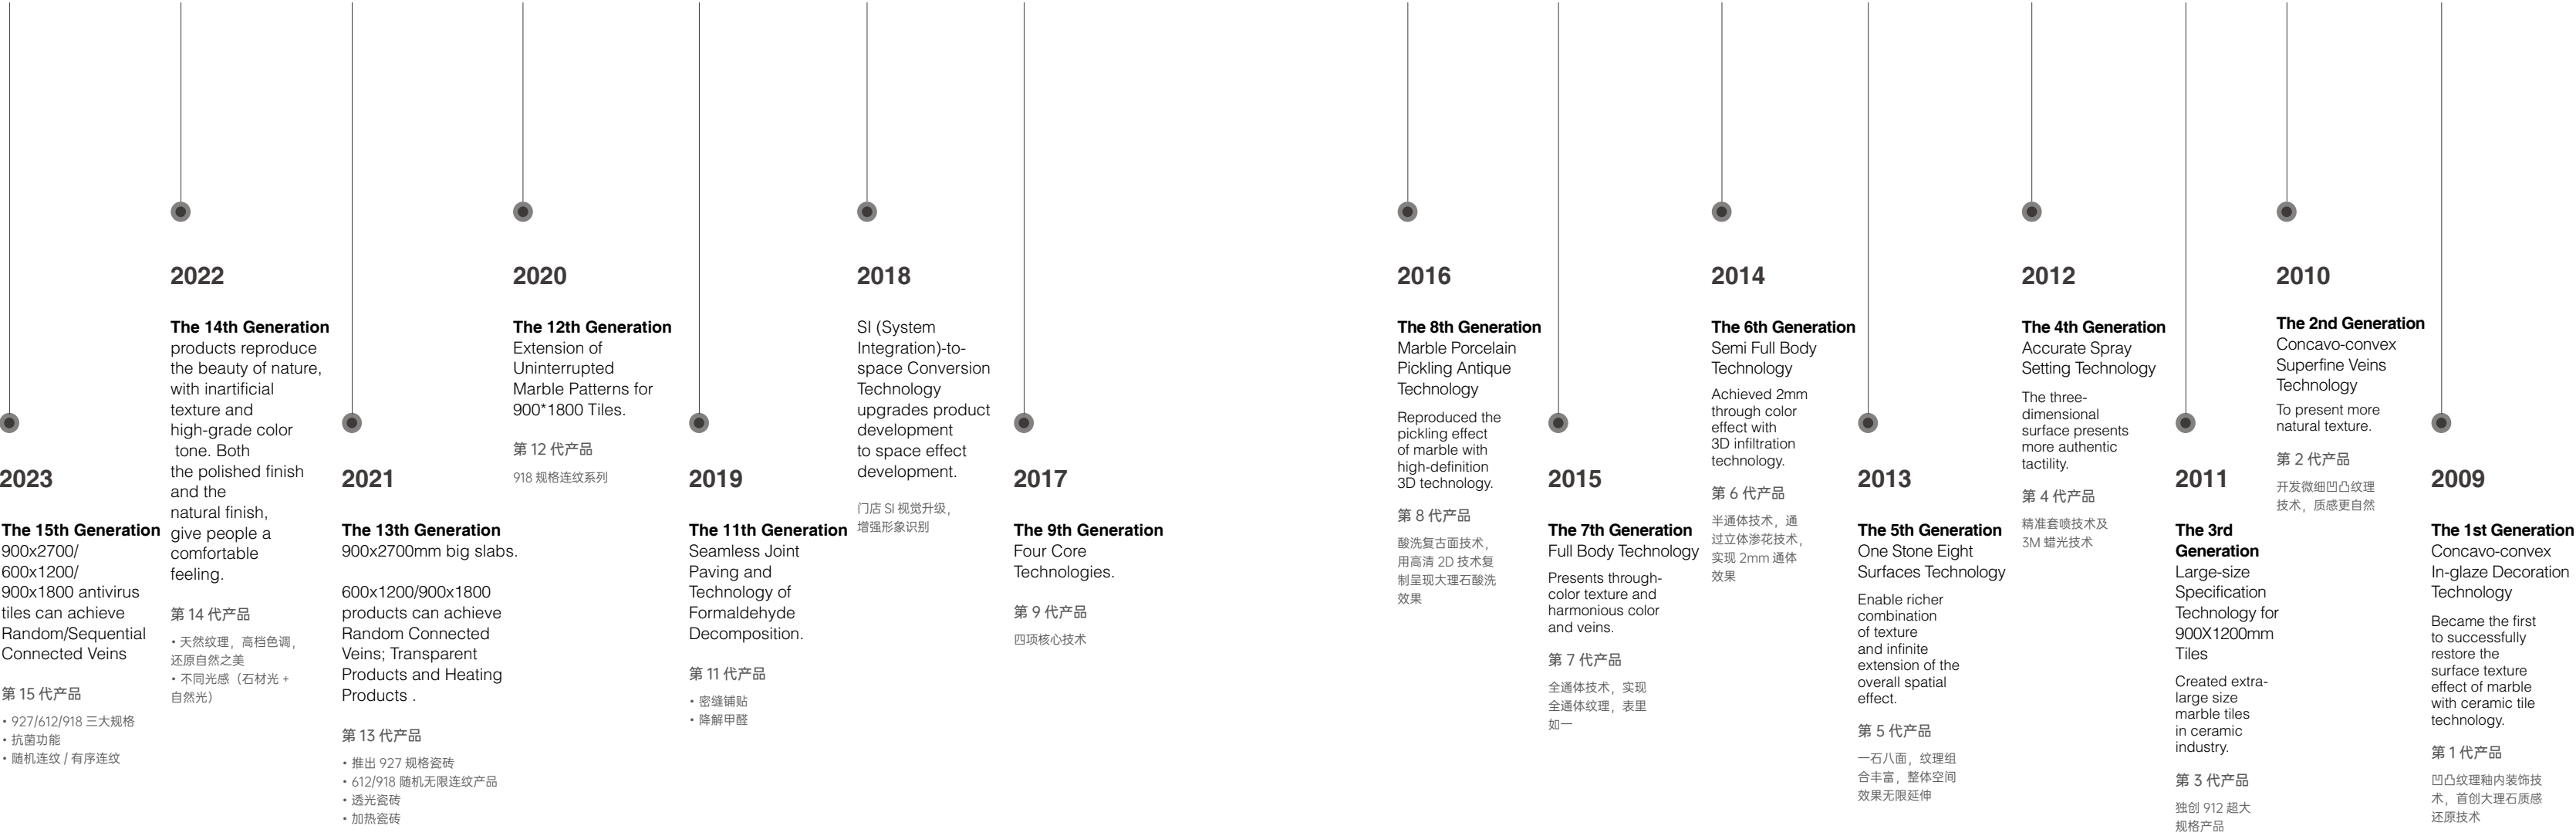 2023
The 15th Generation
900x2700/
600x1200/
900x1800 antivirus
tiles can achieve
Random/Sequential
Connected Veins
第 15 代产品
• 927/612/918 三大规格
• 抗菌功能
• 随机连纹 / 有序连纹
2022
The 14th Generation
products reproduce
the beauty of nature,
with inartificial
texture and
high-grade color
tone. Both
the polished finish
and the
natural finish,
give people a
comfortable
feeling.
第 14 代产品
• 天然纹理，高档色调，
还原自然之美
• 不同光感（石材光 +
自然光）
2021
The 13th Generation
900x2700mm big slabs.
600x1200/900x1800
products can achieve
Random Connected
Veins; Transparent
Products and Heating
Products .
第 13 代产品
• 推出 927 规格瓷砖
• 612/918 随机无限连纹产品
• 透光瓷砖
• 加热瓷砖
2020
The 12th Generation
Extension of
Uninterrupted
Marble Patterns for
900*1800 Tiles.
第 12 代产品
918 规格连纹系列
2019
The 11th Generation
Seamless Joint
Paving and
Technology of
Formaldehyde
Decomposition.
第 11 代产品
• 密缝铺贴
• 降解甲醛
2018
SI (System
Integration)-to-
space Conversion
Technology
upgrades product
development
to space effect
development.
门店 SI 视觉升级，
增强形象识别
2017
The 9th Generation
Four Core
Technologies.
第 9 代产品
四项核心技术
2016
The 8th Generation
Marble Porcelain
Pickling Antique
Technology
Reproduced the
pickling effect
of marble with
high-definition
3D technology.
第 8 代产品
酸洗复古面技术，
用高清 2D 技术复
制呈现大理石酸洗
效果
2015
The 7th Generation
Full Body Technology
Presents through-
color texture and
harmonious color
and veins.
第 7 代产品
全通体技术，实现
全通体纹理，表里
如一
2014
The 6th Generation
Semi Full Body
Technology
Achieved 2mm
through color
effect with
3D infiltration
technology.
第 6 代产品
半通体技术，通
过立体渗花技术，
实现 2mm 通体
效果
2013
The 5th Generation
One Stone Eight
Surfaces Technology
Enable richer
combination
of texture
and infinite
extension of the
overall spatial
effect.
第 5 代产品
一石八面，纹理组
合丰富，整体空间
效果无限延伸
2012
The 4th Generation
Accurate Spray
Setting Technology
The three-
dimensional
surface presents
more authentic
tactility.
第 4 代产品
精准套喷技术及
3M 蜡光技术
2011
The 3rd
Generation
Large-size
Specification
Technology for
900X1200mm
Tiles
Created extra-
large size
marble tiles
in ceramic
industry.
第 3 代产品
独创 912 超大
规格产品
2010
The 2nd Generation
Concavo-convex
Superfine Veins
Technology
To present more
natural texture.
第 2 代产品
开发微细凹凸纹理
技术，质感更自然
2009
The 1st Generation
Concavo-convex
In-glaze Decoration
Technology
Became the first
to successfully
restore the
surface texture
effect of marble
with ceramic tile
technology.
第 1 代产品
凹凸纹理釉内装饰技
术，首创大理石质感
还原技术